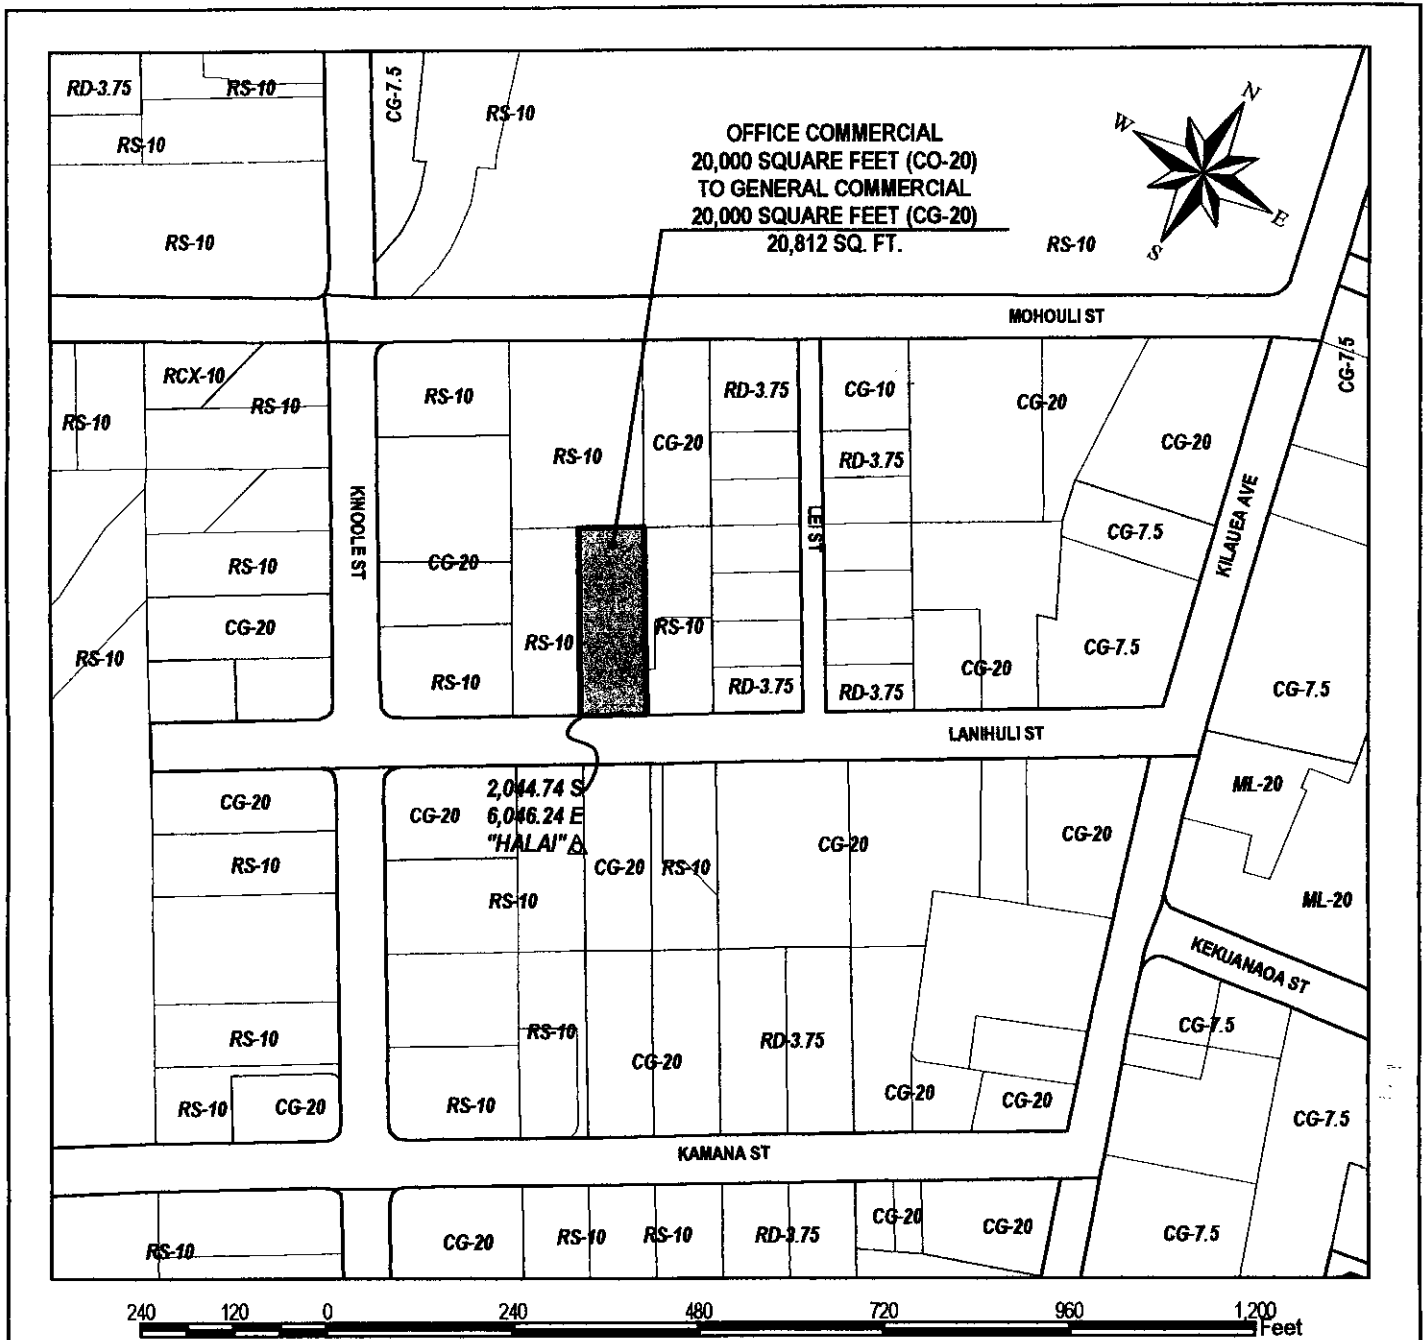 RD-3.75
RS-10
CG-7.5
RS-10
RS-10
RS-10
OFFICE COMMERCIAL
20,000 SQUARE FEET (CO-20)
TO GENERAL COMMERCIAL
20,000 SQUARE FEET (CG-20)
20,812 SQ. FT.
RS-10
N
W
E
S
MOHOULI ST
RCX-10
RS-10
RS-10
RS-10
RS-10
CG-20
RD-3.75
CG-10
RD-3.75
CG-20
CG-20
CG-7.5
KINOOLE ST
LEI ST
KILAUEA AVE
CG-7.5
RS-10
CG-20
CG-20
RS-10
RS-10
RS-10
RS-10
RD-3.75
RD-3.75
CG-20
CG-7.5
CG-7.5
LANIHULI ST
ML-20
CG-20
CG-20
2,044.74 S
6,046.24 E
"HALAI"
RS-10
RS-10
CG-20
RS-10
CG-20
CG-20
ML-20
KEKUANAOA ST
RS-10
RS-10
CG-20
RD-3.75
CG-7.5
RS-10
CG-20
RS-10
CG-20
CG-20
CG-7.5
KAMANA ST
RS-10
CG-20
RS-10
RS-10
RD-3.75
CG-20
CG-20
CG-7.5
240 120 0 240 480 720 960 1,200
Feet